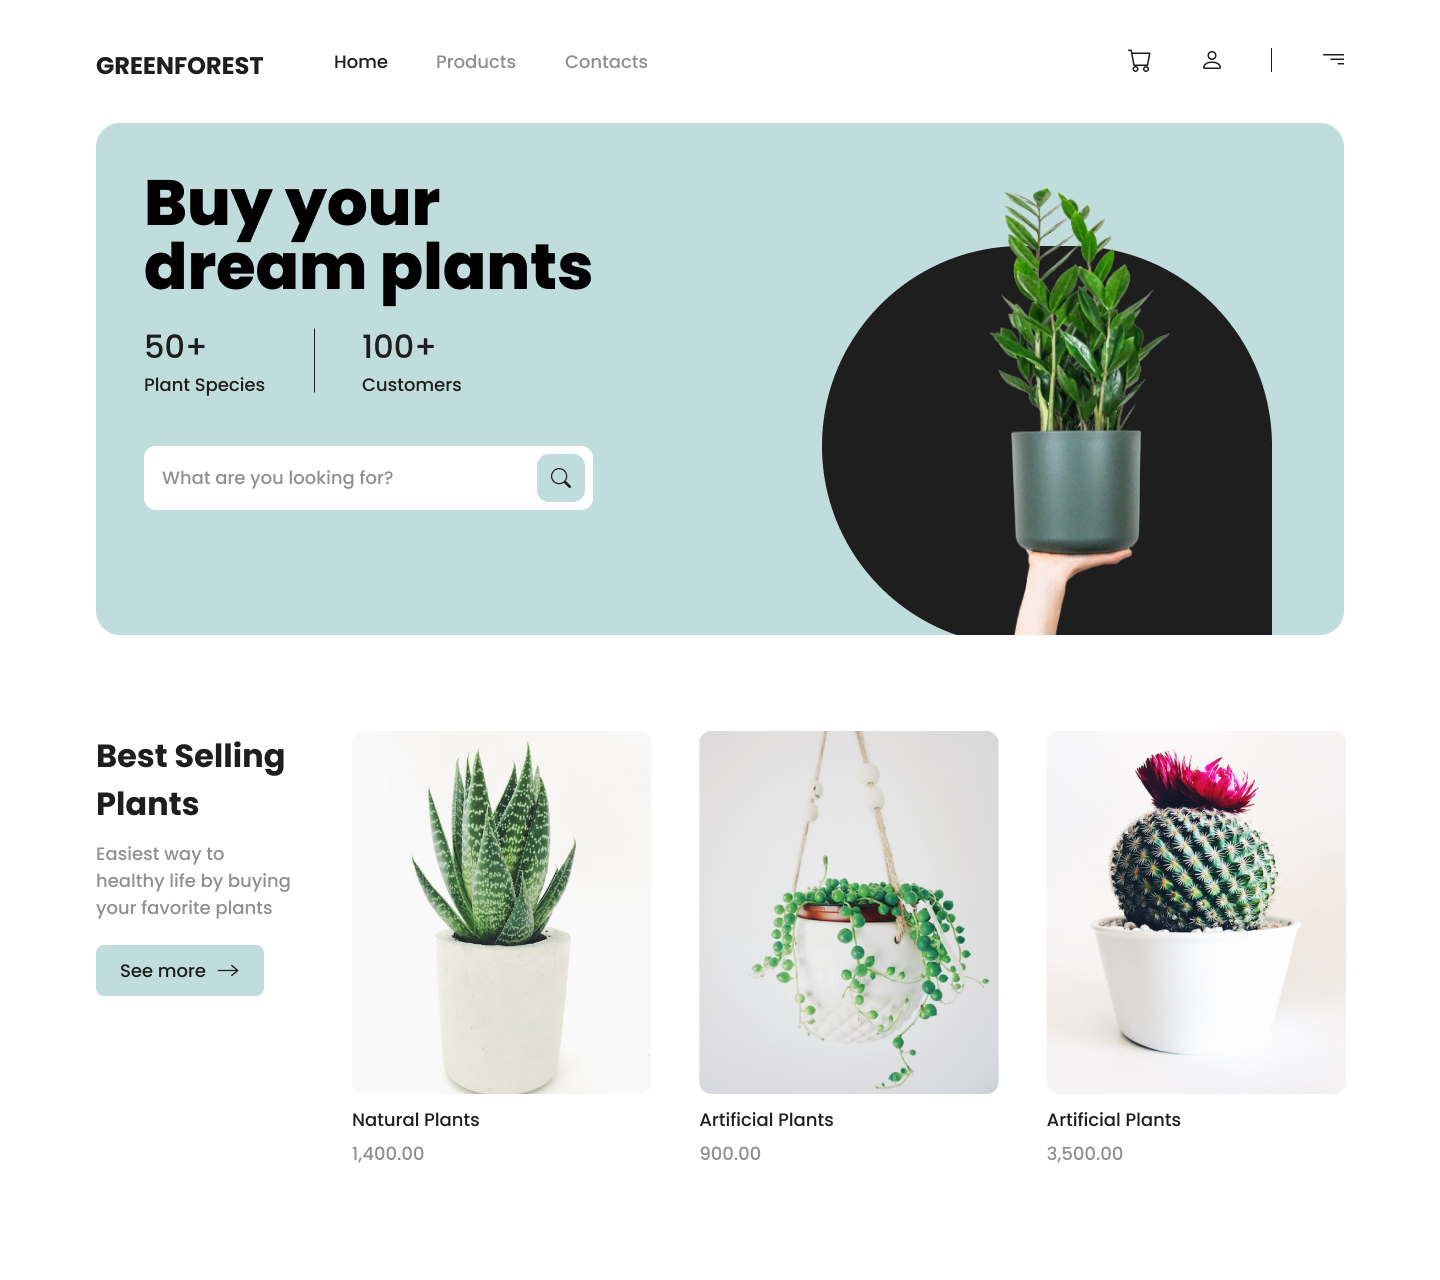 GREENFOREST
Home
Products
Contacts
Buy your
dream plants
50+
Plant Species
100+
Customers
What are you looking for?
Best Selling
Plants
Easiest way to
healthy life by buying
your favorite plants
See more
Natural Plants
1,400.00
Artificial Plants
900.00
Artificial Plants
3,500.00